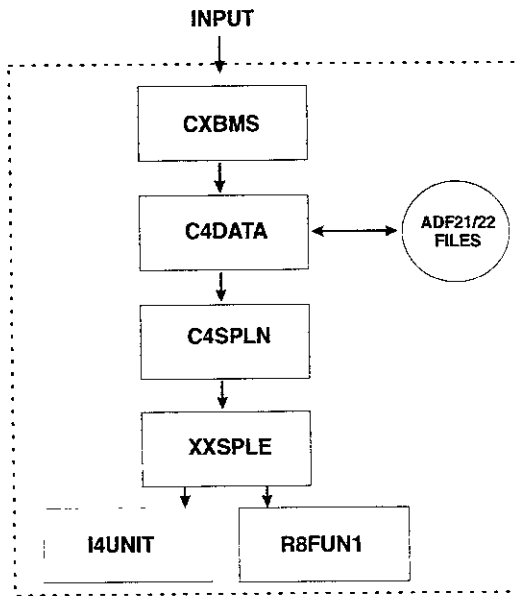 INPUT
CXBMS
C4DATA
ADF21/22
FILES
C4SPLN
XXSPLE
I4UNIT
R8FUN1